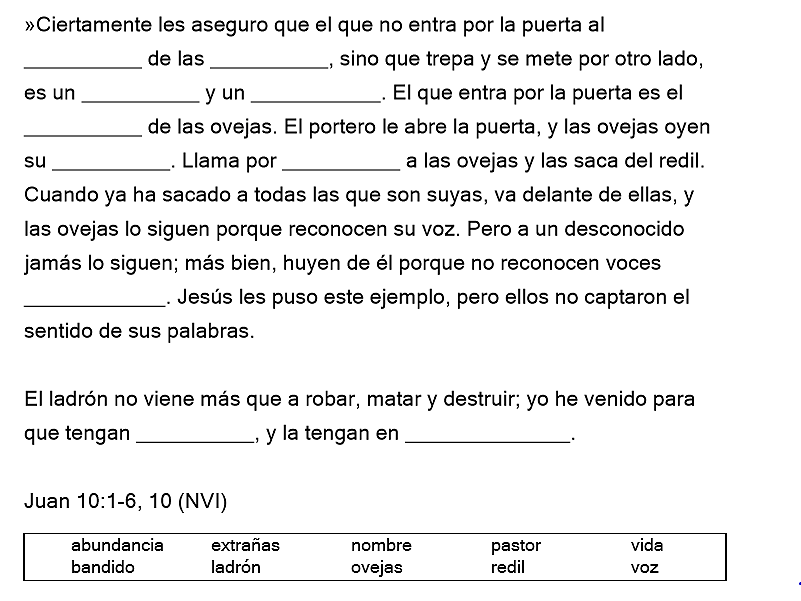 »Ciertamente les aseguro que el que no entra por la puerta al
___________ de las ___________, sino que trepa y se mete por otro lado,
es un ___________ y un ____________. El que entra por la puerta es el
___________ de las ovejas. El portero le abre la puerta, y las ovejas oyen
su ___________. Llama por ___________ a las ovejas y las saca del redil.
Cuando ya ha sacado a todas las que son suyas, va delante de ellas, y
las ovejas lo siguen porque reconocen su voz. Pero a un desconocido
jamás lo siguen; más bien, huyen de él porque no reconocen voces
_____________. Jesús les puso este ejemplo, pero ellos no captaron el
sentido de sus palabras.
El ladrón no viene más que a robar, matar y destruir; yo he venido para
que tengan ___________, y la tengan en _______________.
Juan 10:1-6, 10 (NVI)
abundancia extrañas nombre pastor vida
bandido ladrón ovejas redil voz